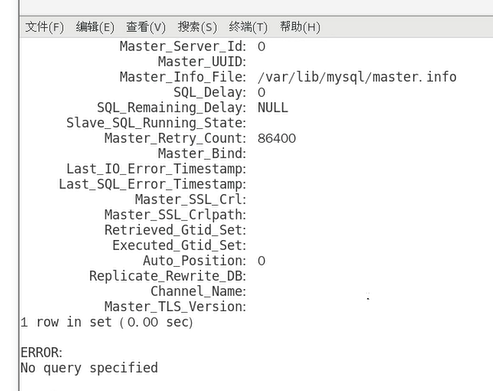 文件(F) 编辑(E) 查看(V) 搜索(S) 终端(T) 帮助(H)
Master_Server_Id: 0
Master_UUID:
Master_Info_File: /var/lib/mysql/master.info
SQL_Delay: 0
SQL_Remaining_Delay: NULL
Slave_SQL_Running_State:
Master_Retry_Count: 86400
Master_Bind:
Last_IO_Error_Timestamp:
Last_SQL_Error_Timestamp:
Master_SSL_Crl:
Master_SSL_Crlpath:
Retrieved_Gtid_Set:
Executed_Gtid_Set:
Auto_Position: 0
Replicate_Rewrite_DB:
Channel_Name:
Master_TLS_Version:
1 row in set (0.00 sec)
ERROR:
No query specified